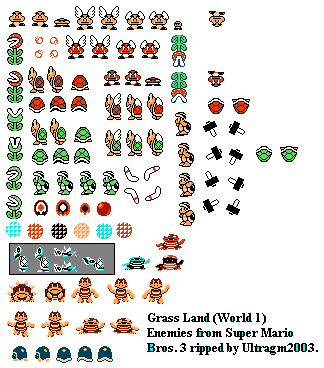 Grass Land (World 1)
Enemies from Super Mario
Bros. 3 ripped by Ultragm2003.